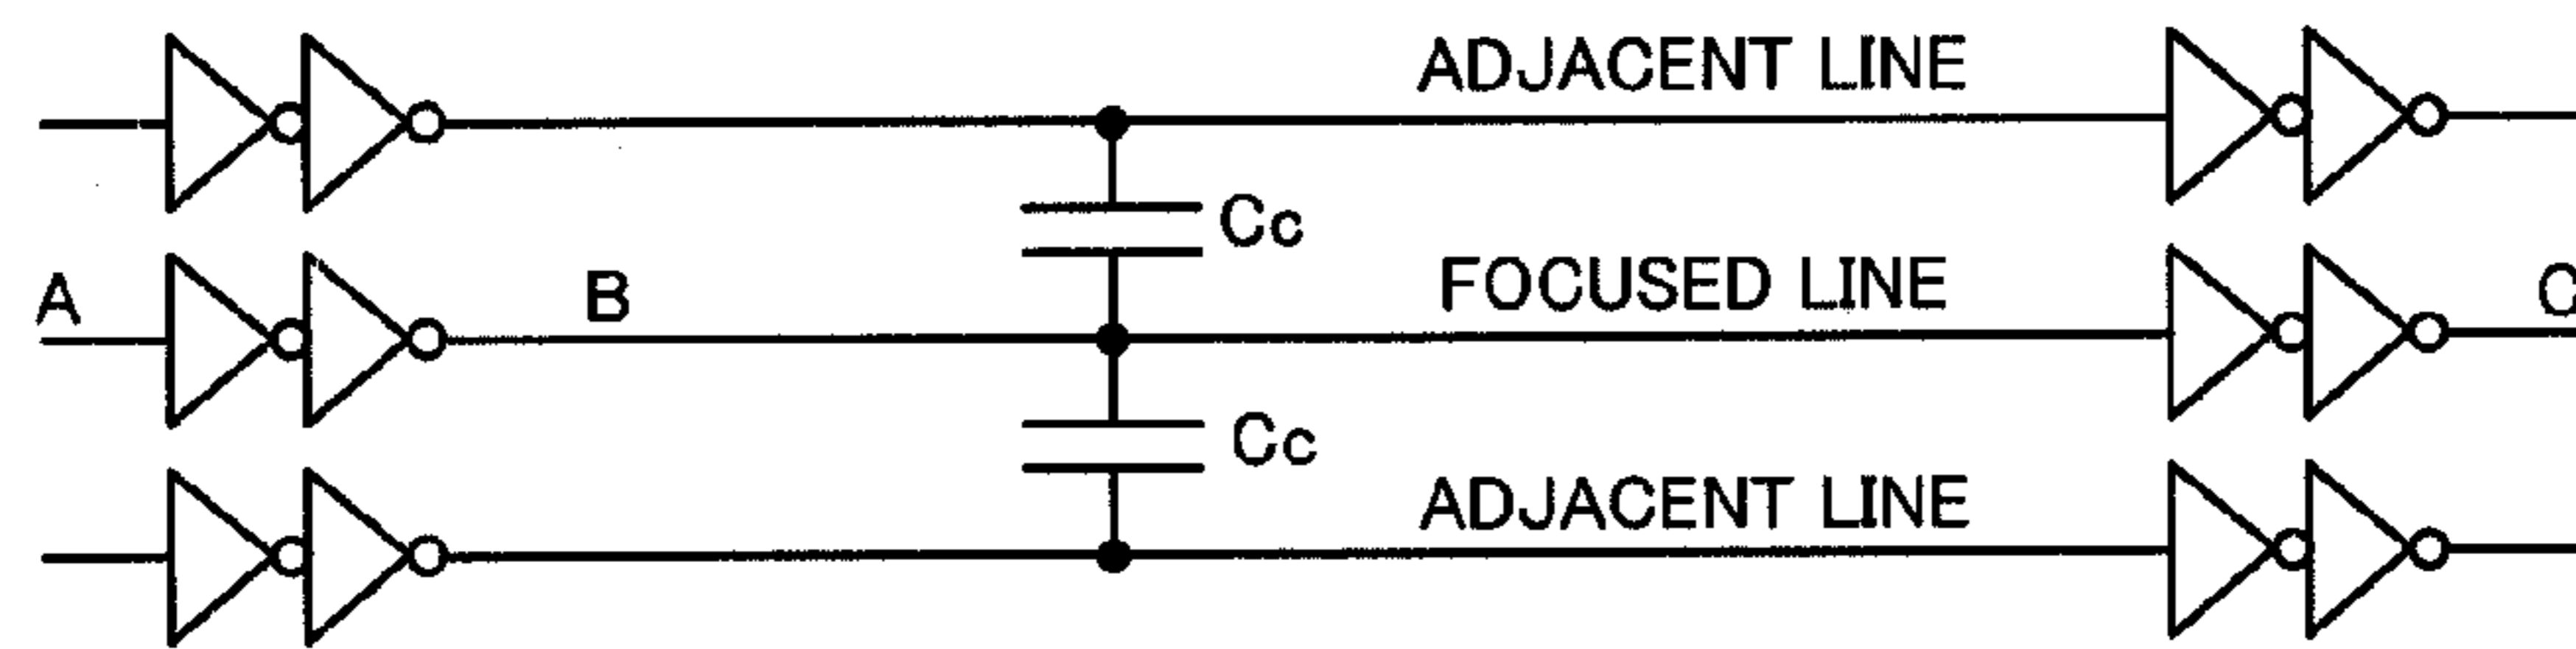 ADJACENT LINE
Cc
A
B
FOCUSED LINE
C
Cc
ADJACENT LINE